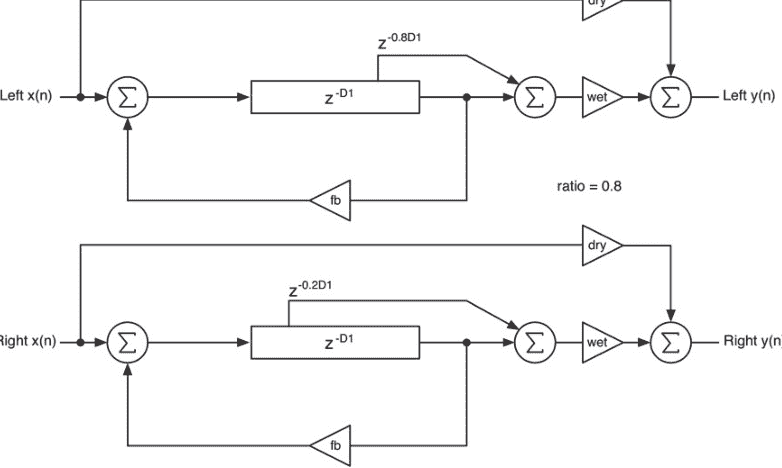 dry
z-0.8D1
Left x(n) Σ z-D1 Σ wet Σ Left y(n)
fb
ratio = 0.8
dry
z-0.2D1
Right x(n) Σ z-D1 Σ wet Σ Right y(n)
fb